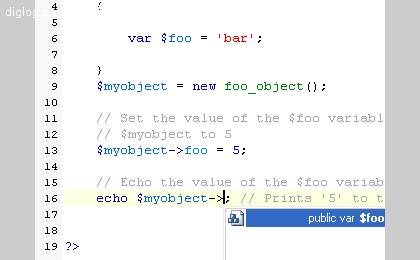 diglog
4 {
5
6 var $foo = 'bar';
7
8 }
9 $myobject = new foo_object();
10
11 // Set the value of the $foo variabl
12 // $myobject to 5
13 $myobject->foo = 5;
14
15 // Echo the value of the $foo variab
16 echo $myobject->; // Prints '5' to t
17 public var $foo
18
19 ?>